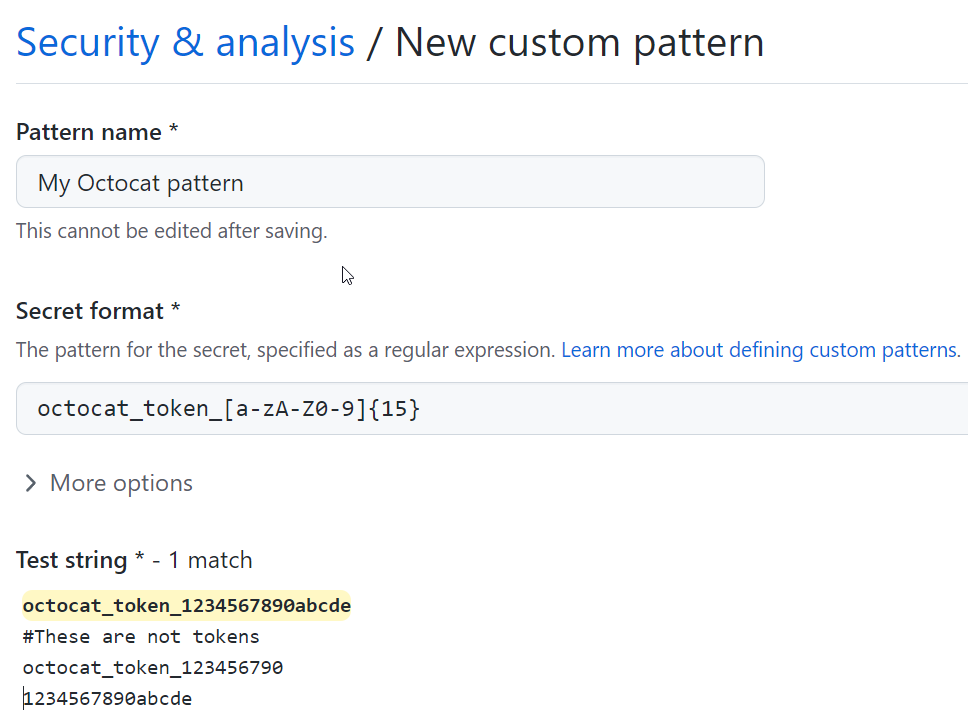 Security & analysis / New custom pattern
Pattern name *
My Octocat pattern
This cannot be edited after saving.
Secret format *
The pattern for the secret, specified as a regular expression. Learn more about defining custom patterns.
octocat_token_[a-zA-Z0-9]{15}
More options
Test string * - 1 match
octocat_token_1234567890abcde
#These are not tokens
octocat_token_123456790
1234567890abcde